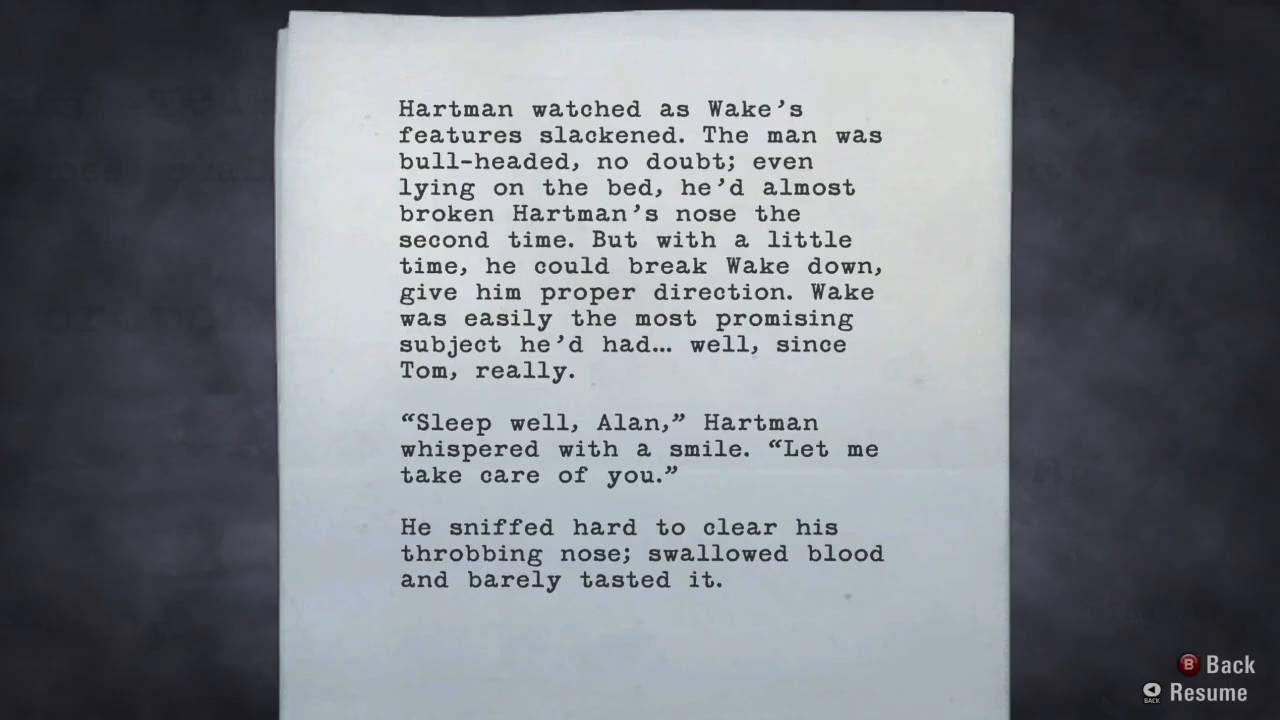 Hartman watched as Wake’s
features slackened. The man was
bull-headed, no doubt; even
lying on the bed, he’d almost
broken Hartman’s nose the
second time. But with a little
time, he could break Wake down,
give him proper direction. Wake
was easily the most promising
subject he’d had… well, since
Tom, really.
“Sleep well, Alan,” Hartman
whispered with a smile. “Let me
take care of you.”
He sniffed hard to clear his
throbbing nose; swallowed blood
and barely tasted it.
B Back
BACK Resume